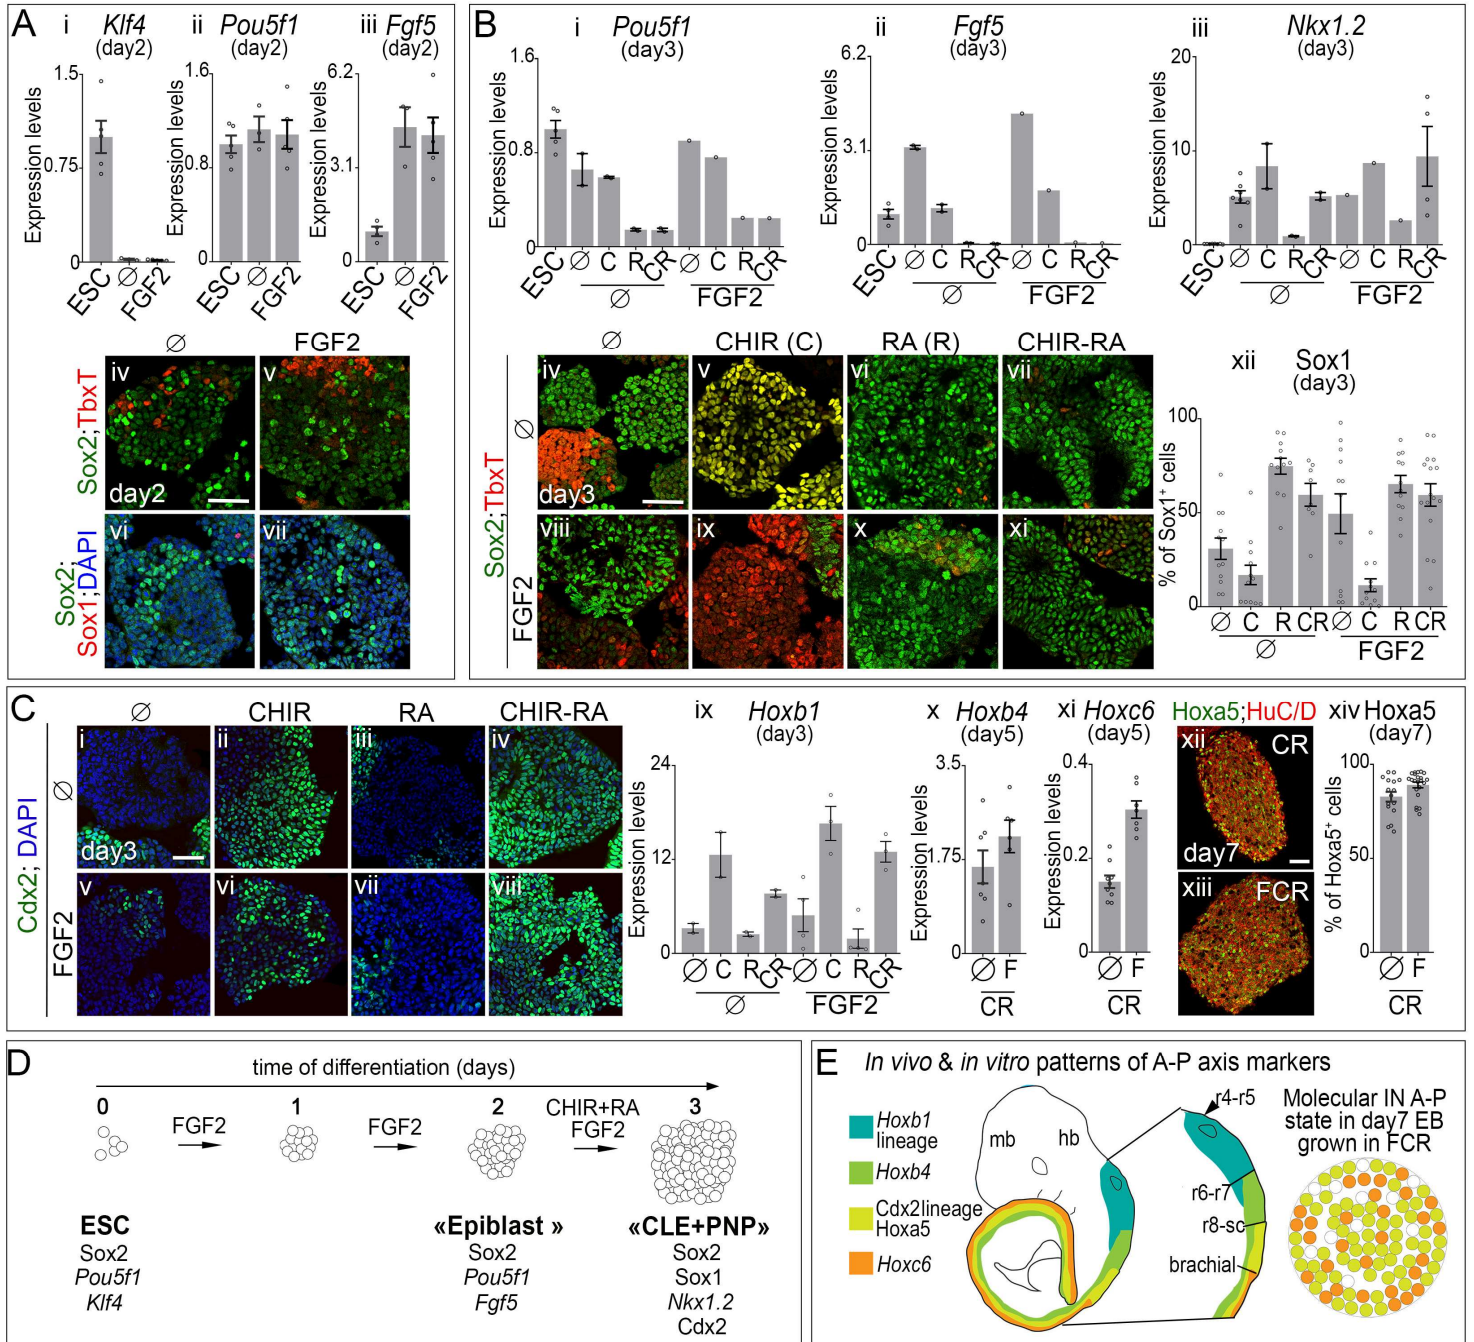 A
i
Klf4
(day2)
ii
Pou5f1
(day2)
iii
Fgf5
(day2)
Expression levels
1.5
0.75
0
ESC
∅
FGF2
Expression levels
1.6
0.8
0
ESC
∅
FGF2
Expression levels
6.2
3.1
0
ESC
∅
FGF2
∅
FGF2
Sox2;TbxT
iv
day2
v
Sox2;
Sox1;DAPI
vi
vii
B
i
Pou5f1
(day3)
Expression levels
1.6
0.8
0
ESC
∅
C
R
CR
∅
C
R
CR
∅
FGF2
ii
Fgf5
(day3)
Expression levels
6.2
3.1
0
ESC
∅
C
R
CR
∅
C
R
CR
∅
FGF2
iii
Nkx1.2
(day3)
Expression levels
20
10
0
ESC
∅
C
R
CR
∅
C
R
CR
∅
FGF2
∅
CHIR (C)
RA (R)
CHIR-RA
Sox2;TbxT
∅
FGF2
iv
day3
v
vi
vii
viii
ix
x
xi
xii
Sox1
(day3)
% of Sox1+ cells
100
50
0
∅
C
R
CR
∅
C
R
CR
∅
FGF2
C
∅
CHIR
RA
CHIR-RA
Cdx2; DAPI
∅
FGF2
i
day3
ii
iii
iv
v
vi
vii
viii
ix
Hoxb1
(day3)
Expression levels
24
12
0
∅
C
R
CR
∅
C
R
CR
∅
FGF2
x
Hoxb4
(day5)
Expression levels
3.5
1.75
0
∅
F
CR
xi
Hoxc6
(day5)
Expression levels
0.4
0.2
0
∅
F
CR
Hoxa5;HuC/D
xii
CR
day7
xiii
FCR
xiv
Hoxa5
(day7)
% of Hoxa5+ cells
100
50
0
∅
F
CR
D
time of differentiation (days)
0
FGF2
1
FGF2
2
CHIR+RA
FGF2
3
ESC
Sox2
Pou5f1
Klf4
«Epiblast »
Sox2
Pou5f1
Fgf5
«CLE+PNP»
Sox2
Sox1
Nkx1.2
Cdx2
E
In vivo & in vitro patterns of A-P axis markers
Hoxb1
lineage
Hoxb4
Cdx2lineage
Hoxa5
Hoxc6
mb
hb
r4-r5
r6-r7
r8-sc
brachial
Molecular IN A-P
state in day7 EB
grown in FCR